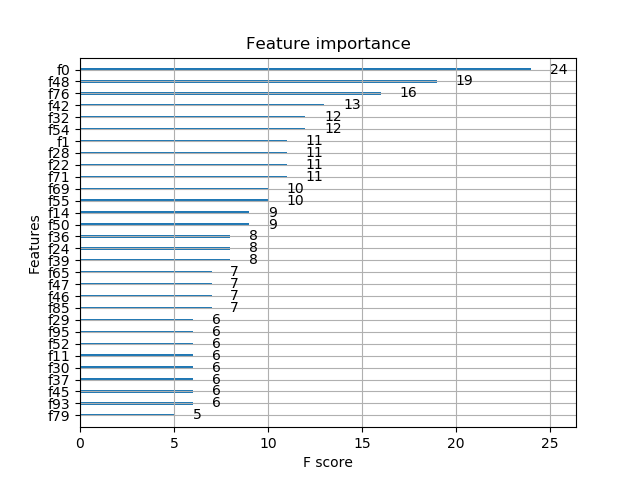 Feature importance
f0 24
f48 19
f76 16
f42 13
f32 12
f54 12
f1 11
f28 11
f22 11
f71 11
f69 10
f55 10
f14 9
f50 9
f36 8
f24 8
f39 8
f65 7
f47 7
f46 7
f85 7
f29 6
f95 6
f52 6
f11 6
f30 6
f37 6
f45 6
f93 6
f79 5
Features
0 5 10 15 20 25
F score